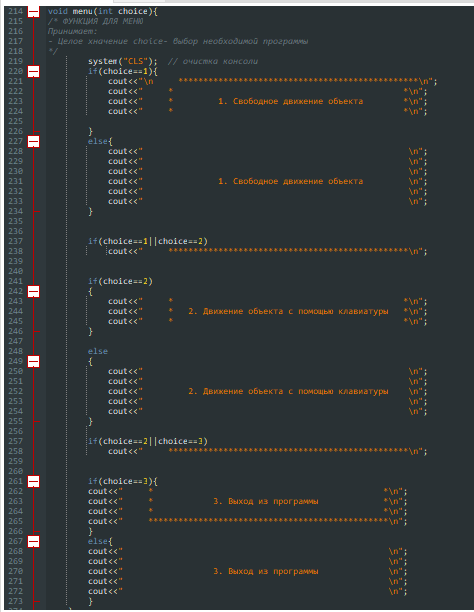 214 void menu(int choice){
215 /* ФУНКЦИЯ ДЛЯ МЕНЮ
216 Принимает:
217 - Целое хначение choice- выбор необходимой программы
218 */
219 system("CLS"); // очистка консоли
220 if(choice==1){
221 cout<<"\n ************************************************\n";
222 cout<<" * *\n";
223 cout<<" * 1. Свободное движение объекта *\n";
224 cout<<" * *\n";
225
226 }
227 else{
228 cout<<" \n";
229 cout<<" \n";
230 cout<<" \n";
231 cout<<" 1. Свободное движение объекта \n";
232 cout<<" \n";
233 cout<<" \n";
234 }
235
236
237 if(choice==1||choice==2)
238 cout<<" ************************************************\n";
239
240
241 if(choice==2)
242 {
243 cout<<" * *\n";
244 cout<<" * 2. Движение объекта с помощью клавиатуры *\n";
245 cout<<" * *\n";
246 }
247
248 else
249 {
250 cout<<" \n";
251 cout<<" \n";
252 cout<<" 2. Движение объекта с помощью клавиатуры \n";
253 cout<<" \n";
254 cout<<" \n";
255 }
256
257 if(choice==2||choice==3)
258 cout<<" ************************************************\n";
259
260
261 if(choice==3){
262 cout<<" * *\n";
263 cout<<" * 3. Выход из программы *\n";
264 cout<<" * *\n";
265 cout<<" ************************************************\n";
266 }
267 else{
268 cout<<" \n";
269 cout<<" \n";
270 cout<<" 3. Выход из программы \n";
271 cout<<" \n";
272 cout<<" \n";
273 }